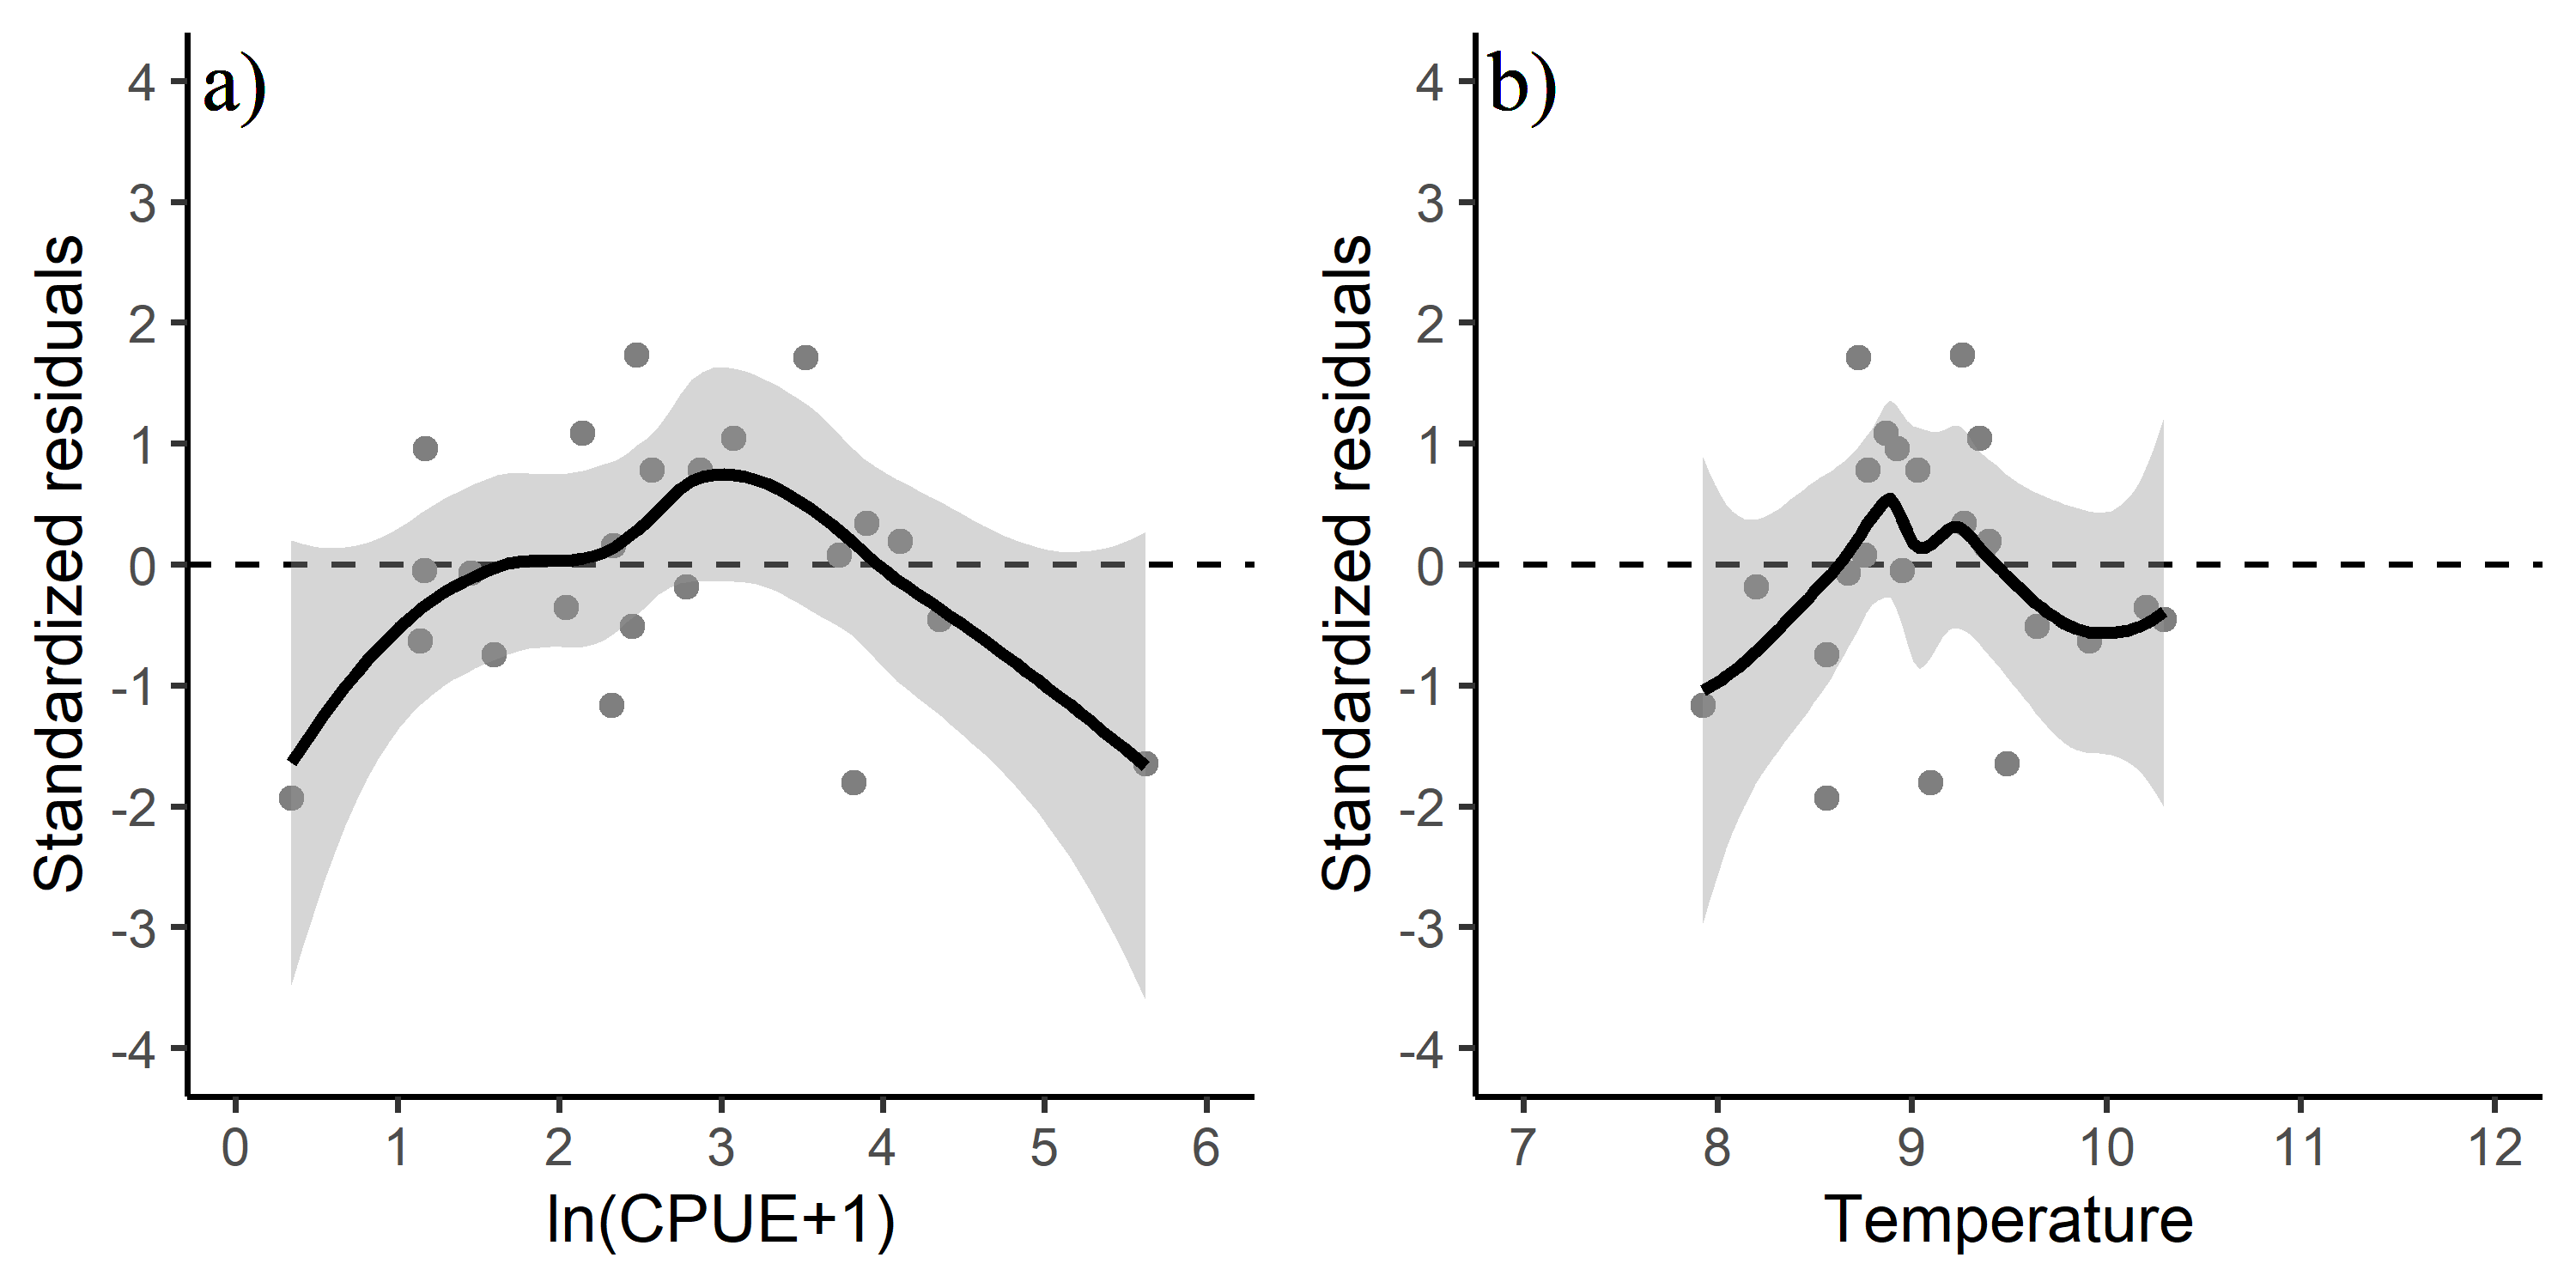 a)
Standardized residuals
4
3
2
1
0
-1
-2
-3
-4
0 1 2 3 4 5 6
ln(CPUE+1)
b)
Standardized residuals
4
3
2
1
0
-1
-2
-3
-4
7 8 9 10 11 12
Temperature